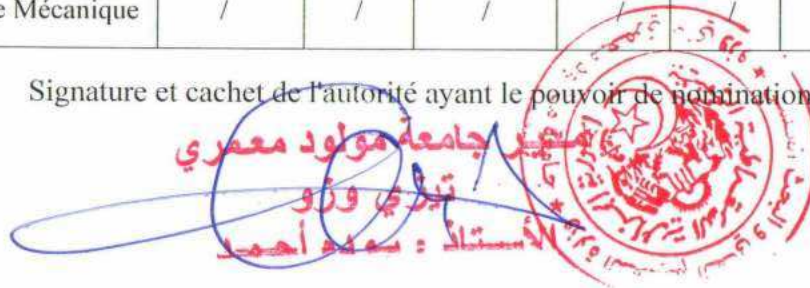 e Mécanique / / / / /
Signature et cachet de l'autorité ayant le pouvoir de nomination
مدير جامعة مولود معمري
تيزي وزو
الأستاذ : بودة أحمد